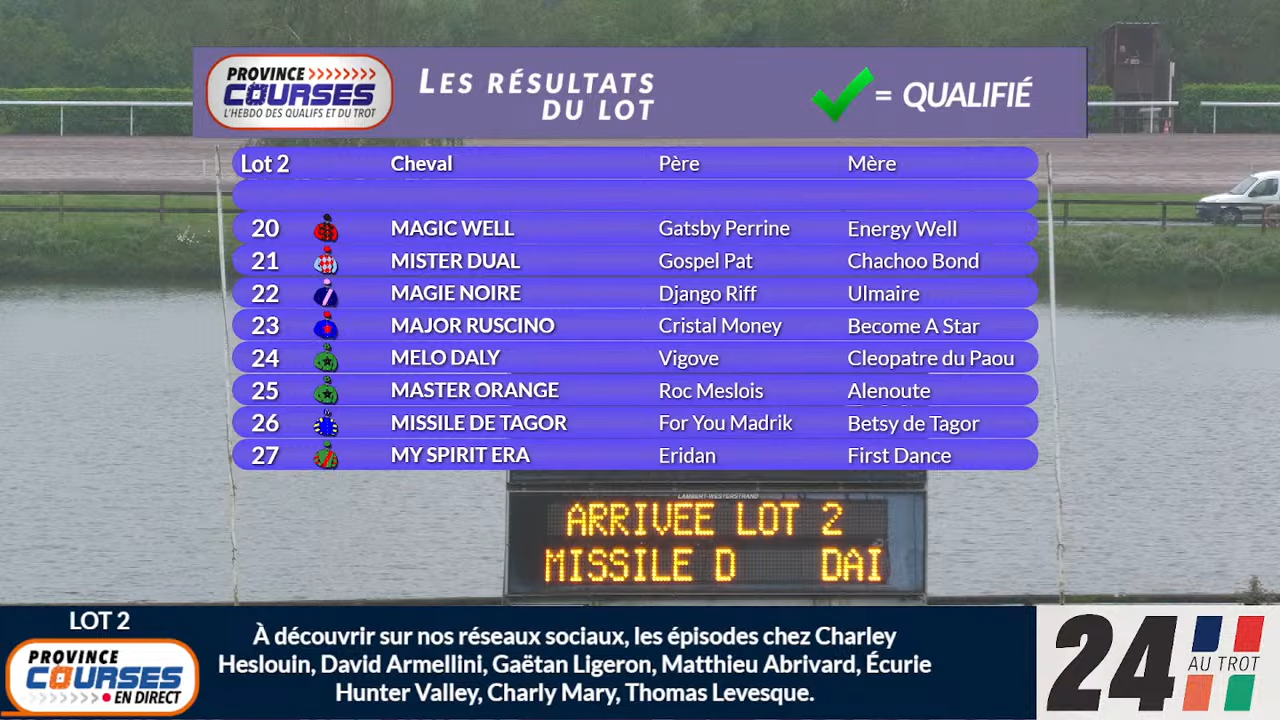 PROVINCE
COURSES
L'HEBDO DES QUALIFS ET DU TROT
LES RÉSULTATS
DU LOT
= QUALIFIÉ
Lot 2 Cheval Père Mère
20 MAGIC WELL Gatsby Perrine Energy Well
21 MISTER DUAL Gospel Pat Chachoo Bond
22 MAGIE NOIRE Django Riff Ulmaire
23 MAJOR RUSCINO Cristal Money Become A Star
24 MELO DALY Vigove Cleopatre du Paou
25 MASTER ORANGE Roc Meslois Alenoute
26 MISSILE DE TAGOR For You Madrik Betsy de Tagor
27 MY SPIRIT ERA Eridan First Dance
LAMBERT-WESTERSTRAND
ARRIVEE LOT 2
MISSILE D DAI
LOT 2
PROVINCE
COURSES
EN DIRECT
À découvrir sur nos réseaux sociaux, les épisodes chez Charley
Heslouin, David Armellini, Gaëtan Ligeron, Matthieu Abrivard, Écurie
Hunter Valley, Charly Mary, Thomas Levesque.
24 AU TROT